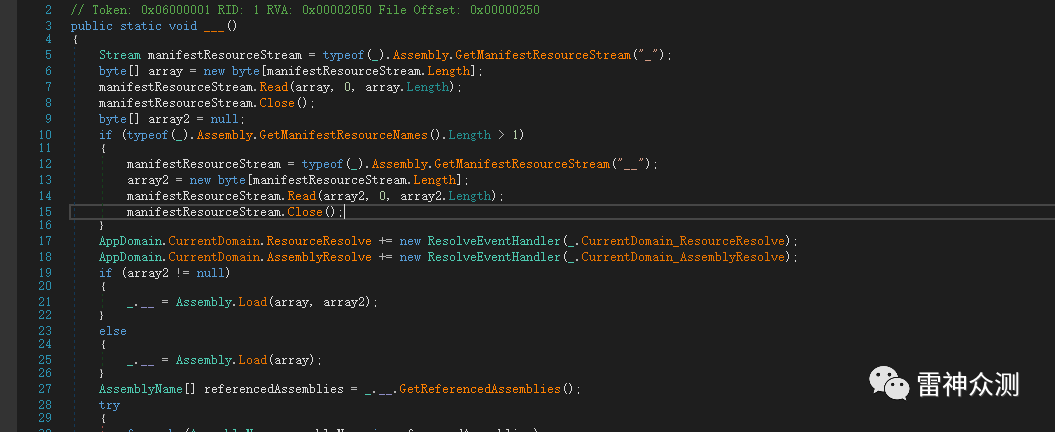 2 // Token: 0x06000001 RID: 1 RVA: 0x00002050 File Offset: 0x00000250
3 public static void ___()
4 {
5 Stream manifestResourceStream = typeof(_).Assembly.GetManifestResourceStream("_");
6 byte[] array = new byte[manifestResourceStream.Length];
7 manifestResourceStream.Read(array, 0, array.Length);
8 manifestResourceStream.Close();
9 byte[] array2 = null;
10 if (typeof(_).Assembly.GetManifestResourceNames().Length > 1)
11 {
12 manifestResourceStream = typeof(_).Assembly.GetManifestResourceStream("__");
13 array2 = new byte[manifestResourceStream.Length];
14 manifestResourceStream.Read(array2, 0, array2.Length);
15 manifestResourceStream.Close();
16 }
17 AppDomain.CurrentDomain.ResourceResolve += new ResolveEventHandler(_.CurrentDomain_ResourceResolve);
18 AppDomain.CurrentDomain.AssemblyResolve += new ResolveEventHandler(_.CurrentDomain_AssemblyResolve);
19 if (array2 != null)
20 {
21 _.__ = Assembly.Load(array, array2);
22 }
23 else
24 {
25 _.__ = Assembly.Load(array);
26 }
27 AssemblyName[] referencedAssemblies = _.__.GetReferencedAssemblies();
28 try
29 {
雷神众测